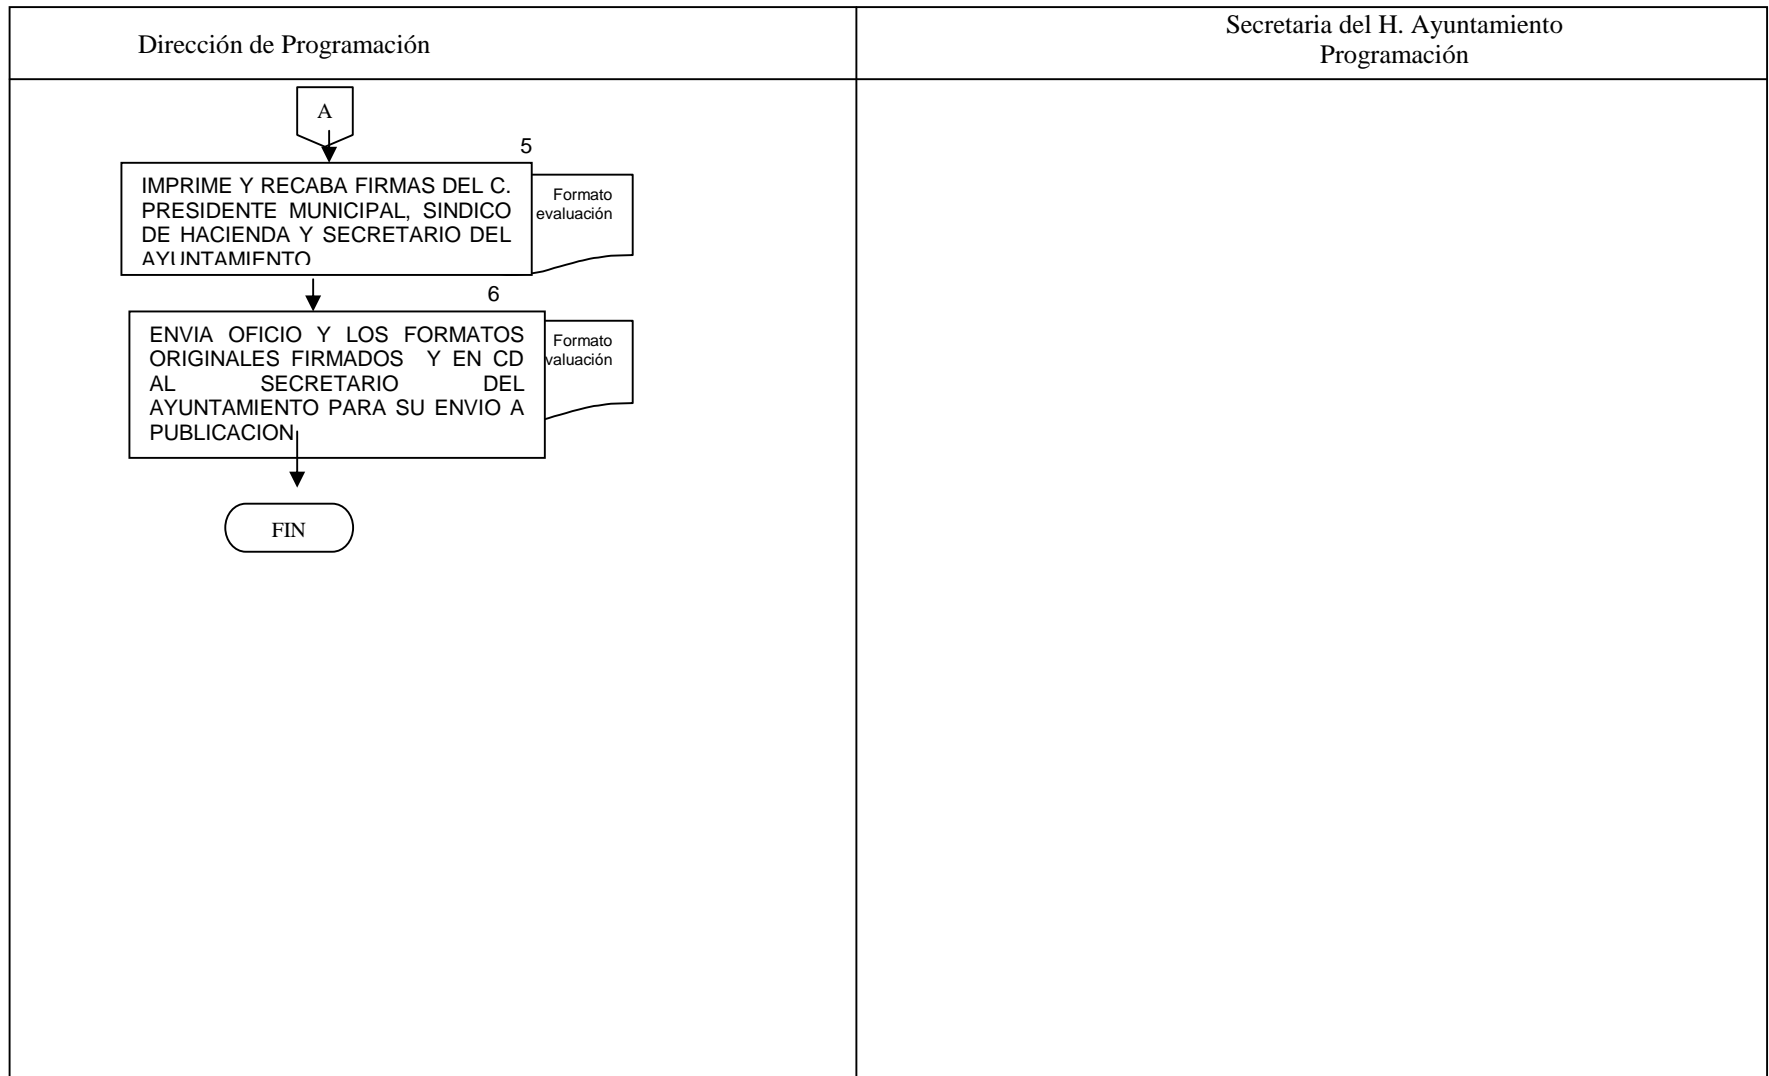 Dirección de Programación
Secretaria del H. Ayuntamiento
Programación
A
5
IMPRIME Y RECABA FIRMAS DEL C.
PRESIDENTE MUNICIPAL, SINDICO
DE HACIENDA Y SECRETARIO DEL
AYUNTAMIENTO
Formato
evaluación
6
ENVIA OFICIO Y LOS FORMATOS
ORIGINALES FIRMADOS Y EN CD
AL SECRETARIO DEL
AYUNTAMIENTO PARA SU ENVIO A
PUBLICACION
Formato
valuación
FIN